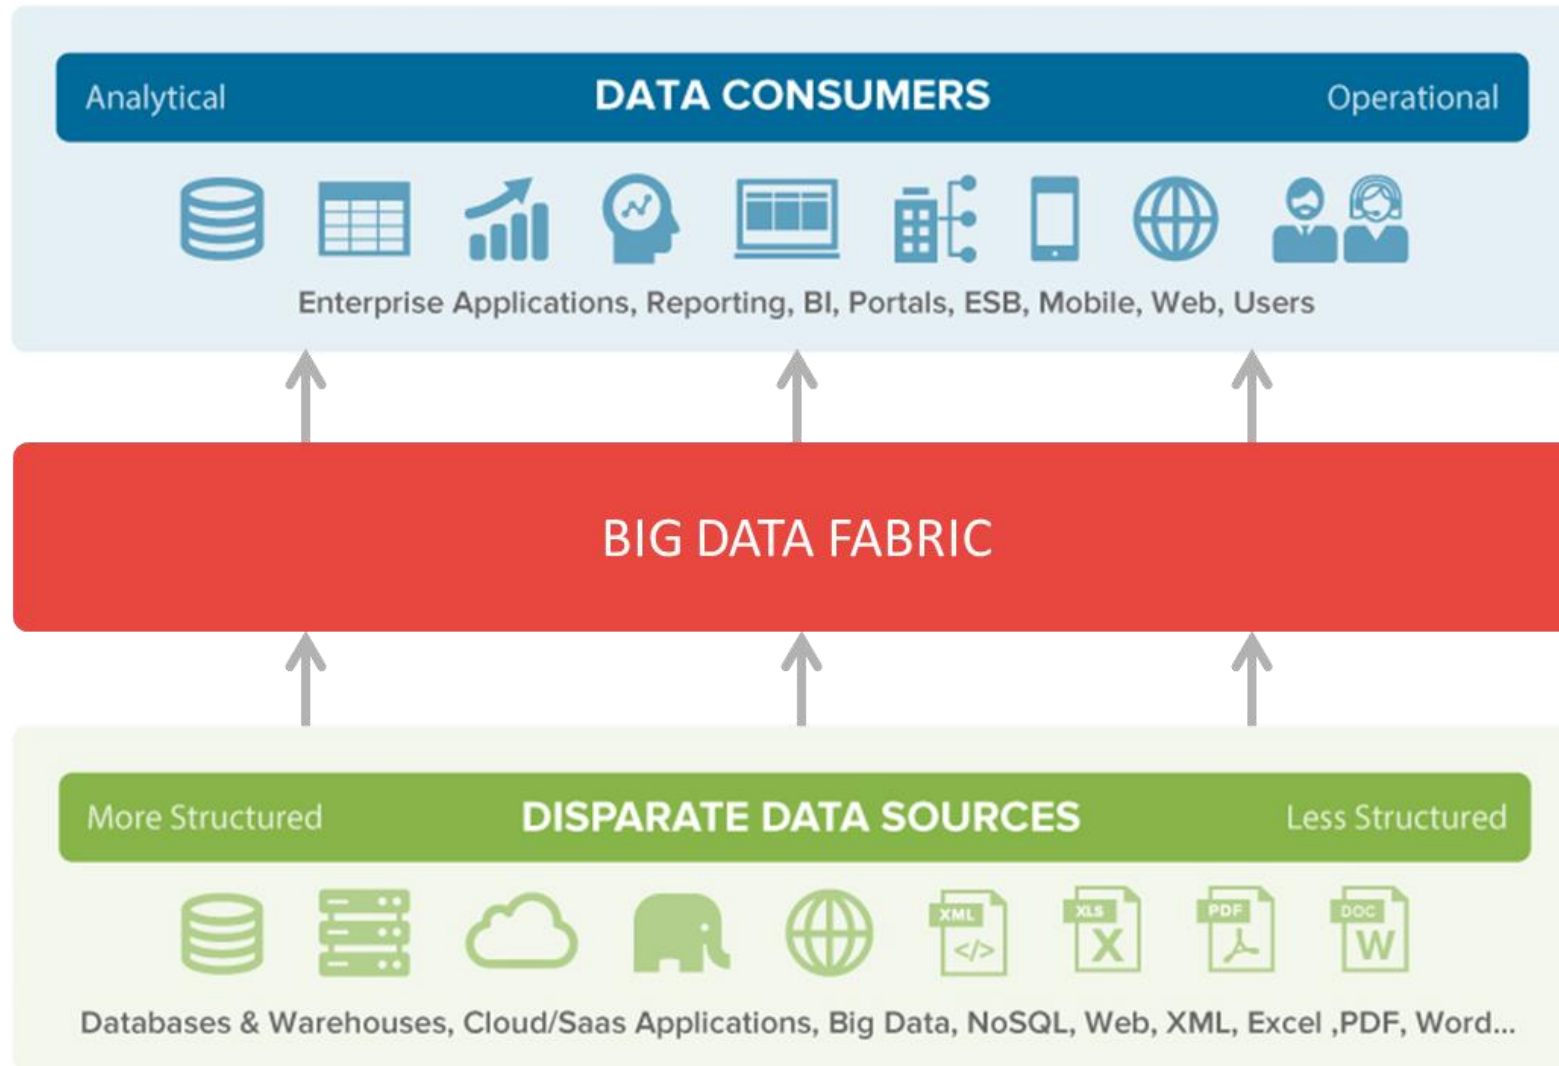 Analytical DATA CONSUMERS Operational
Enterprise Applications, Reporting, BI, Portals, ESB, Mobile, Web, Users
BIG DATA FABRIC
More Structured DISPARATE DATA SOURCES Less Structured
XML </> XLS X PDF DOC W
Databases & Warehouses, Cloud/Saas Applications, Big Data, NoSQL, Web, XML, Excel ,PDF, Word...